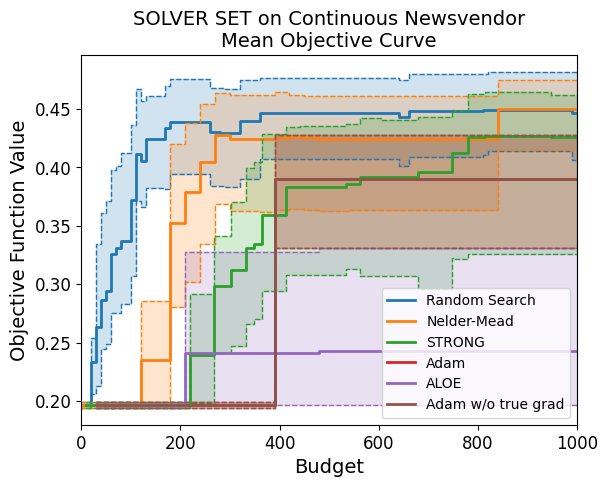 SOLVER SET on Continuous Newsvendor
Mean Objective Curve
Objective Function Value
0.45
0.40
0.35
0.30
0.25
0.20
Random Search
Nelder-Mead
STRONG
Adam
ALOE
Adam w/o true grad
0 200 400 600 800 1000
Budget